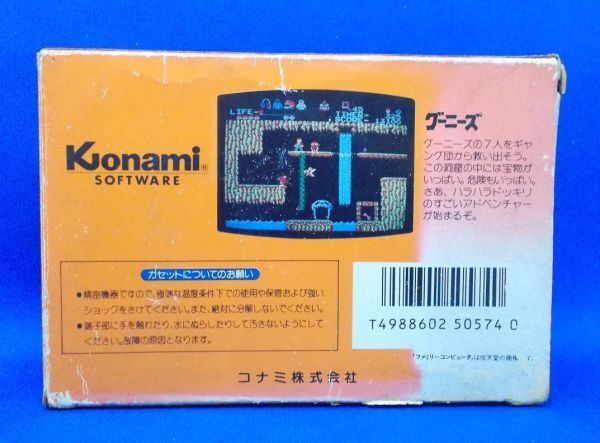 LIFE-
TIMER-
SCORE-
Konami®
SOFTWARE
グーニーズ
グーニーズの7人をギャ
ング団から救い出そう。
この洞窟の中には宝物が
いっぱい。危険もいっぱい。
さあ、ハラハラドッキリ
のすごいアドベンチャー
が始まるぞ。
カセットについてのお願い
●精密機器ですので、極端な温度条件下での使用や保管および強い
ショックをさけてください。また、絶対に分解しないでください。
●端子部に手を触れたり、水にぬらしたりして汚さないようにして
ください。故障の原因となります。
T4988602 50574 0
「ファミリーコンピュータ」は任天堂の商標
です。
コナミ株式会社